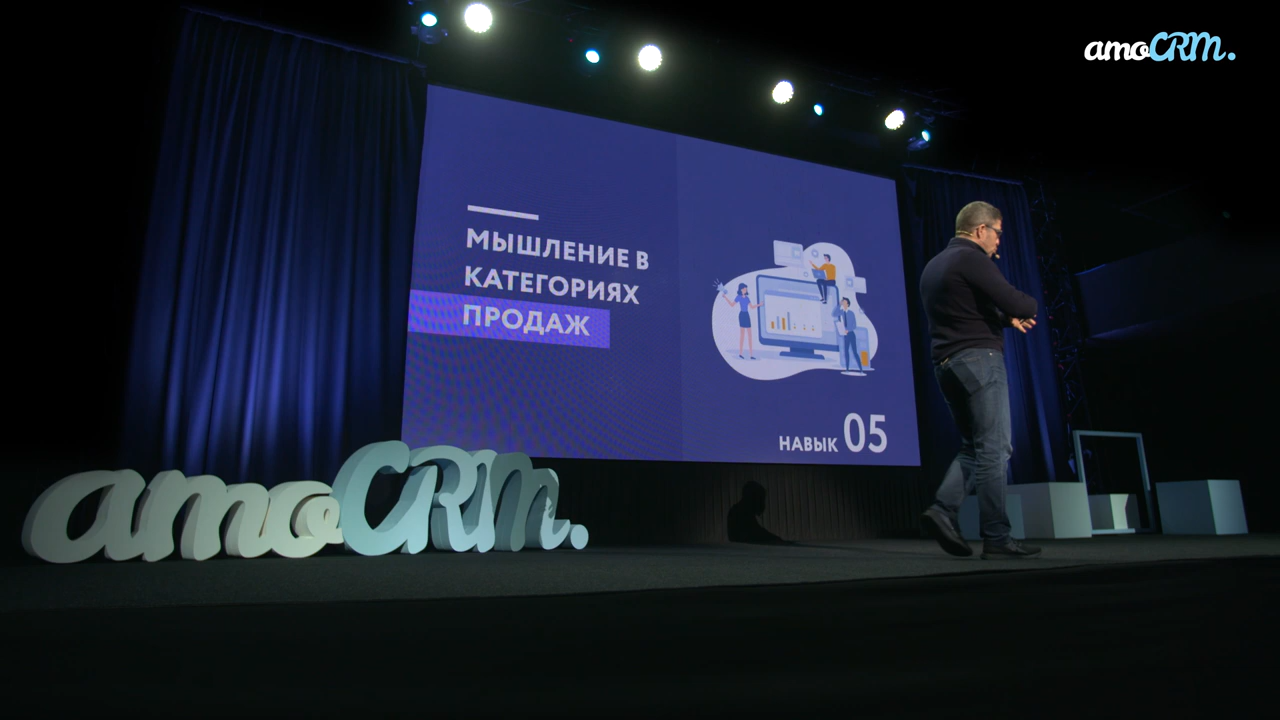 amoCRM.
МЫШЛЕНИЕ В
КАТЕГОРИЯХ
ПРОДАЖ
НАВЫК 05
amoCRM.